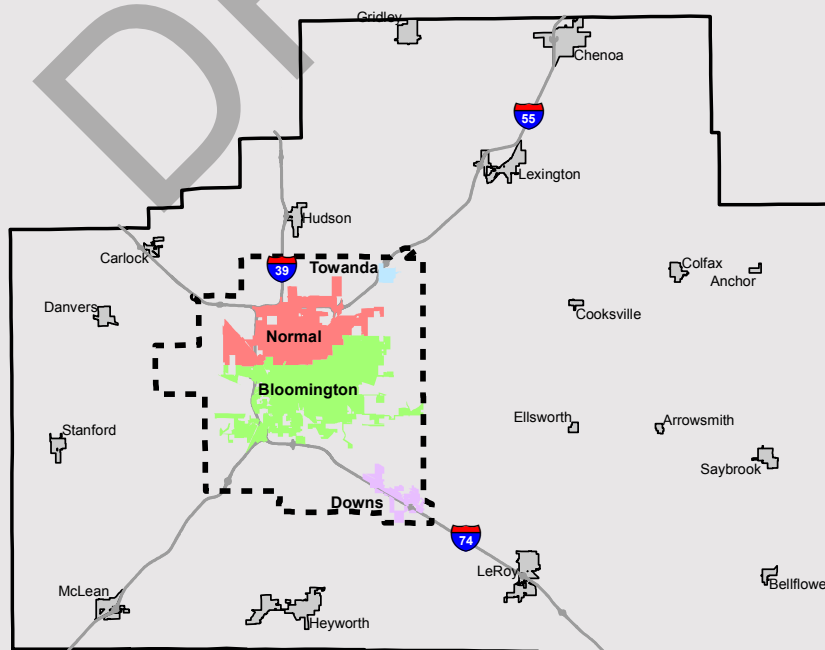 Gridley
Chenoa
55
Lexington
Hudson
Carlock
39
Towanda
Colfax
Anchor
Danvers
Cooksville
Normal
Bloomington
Ellsworth
Arrowsmith
Stanford
Saybrook
Downs
74
LeRoy
Bellflowe
McLean
Heyworth